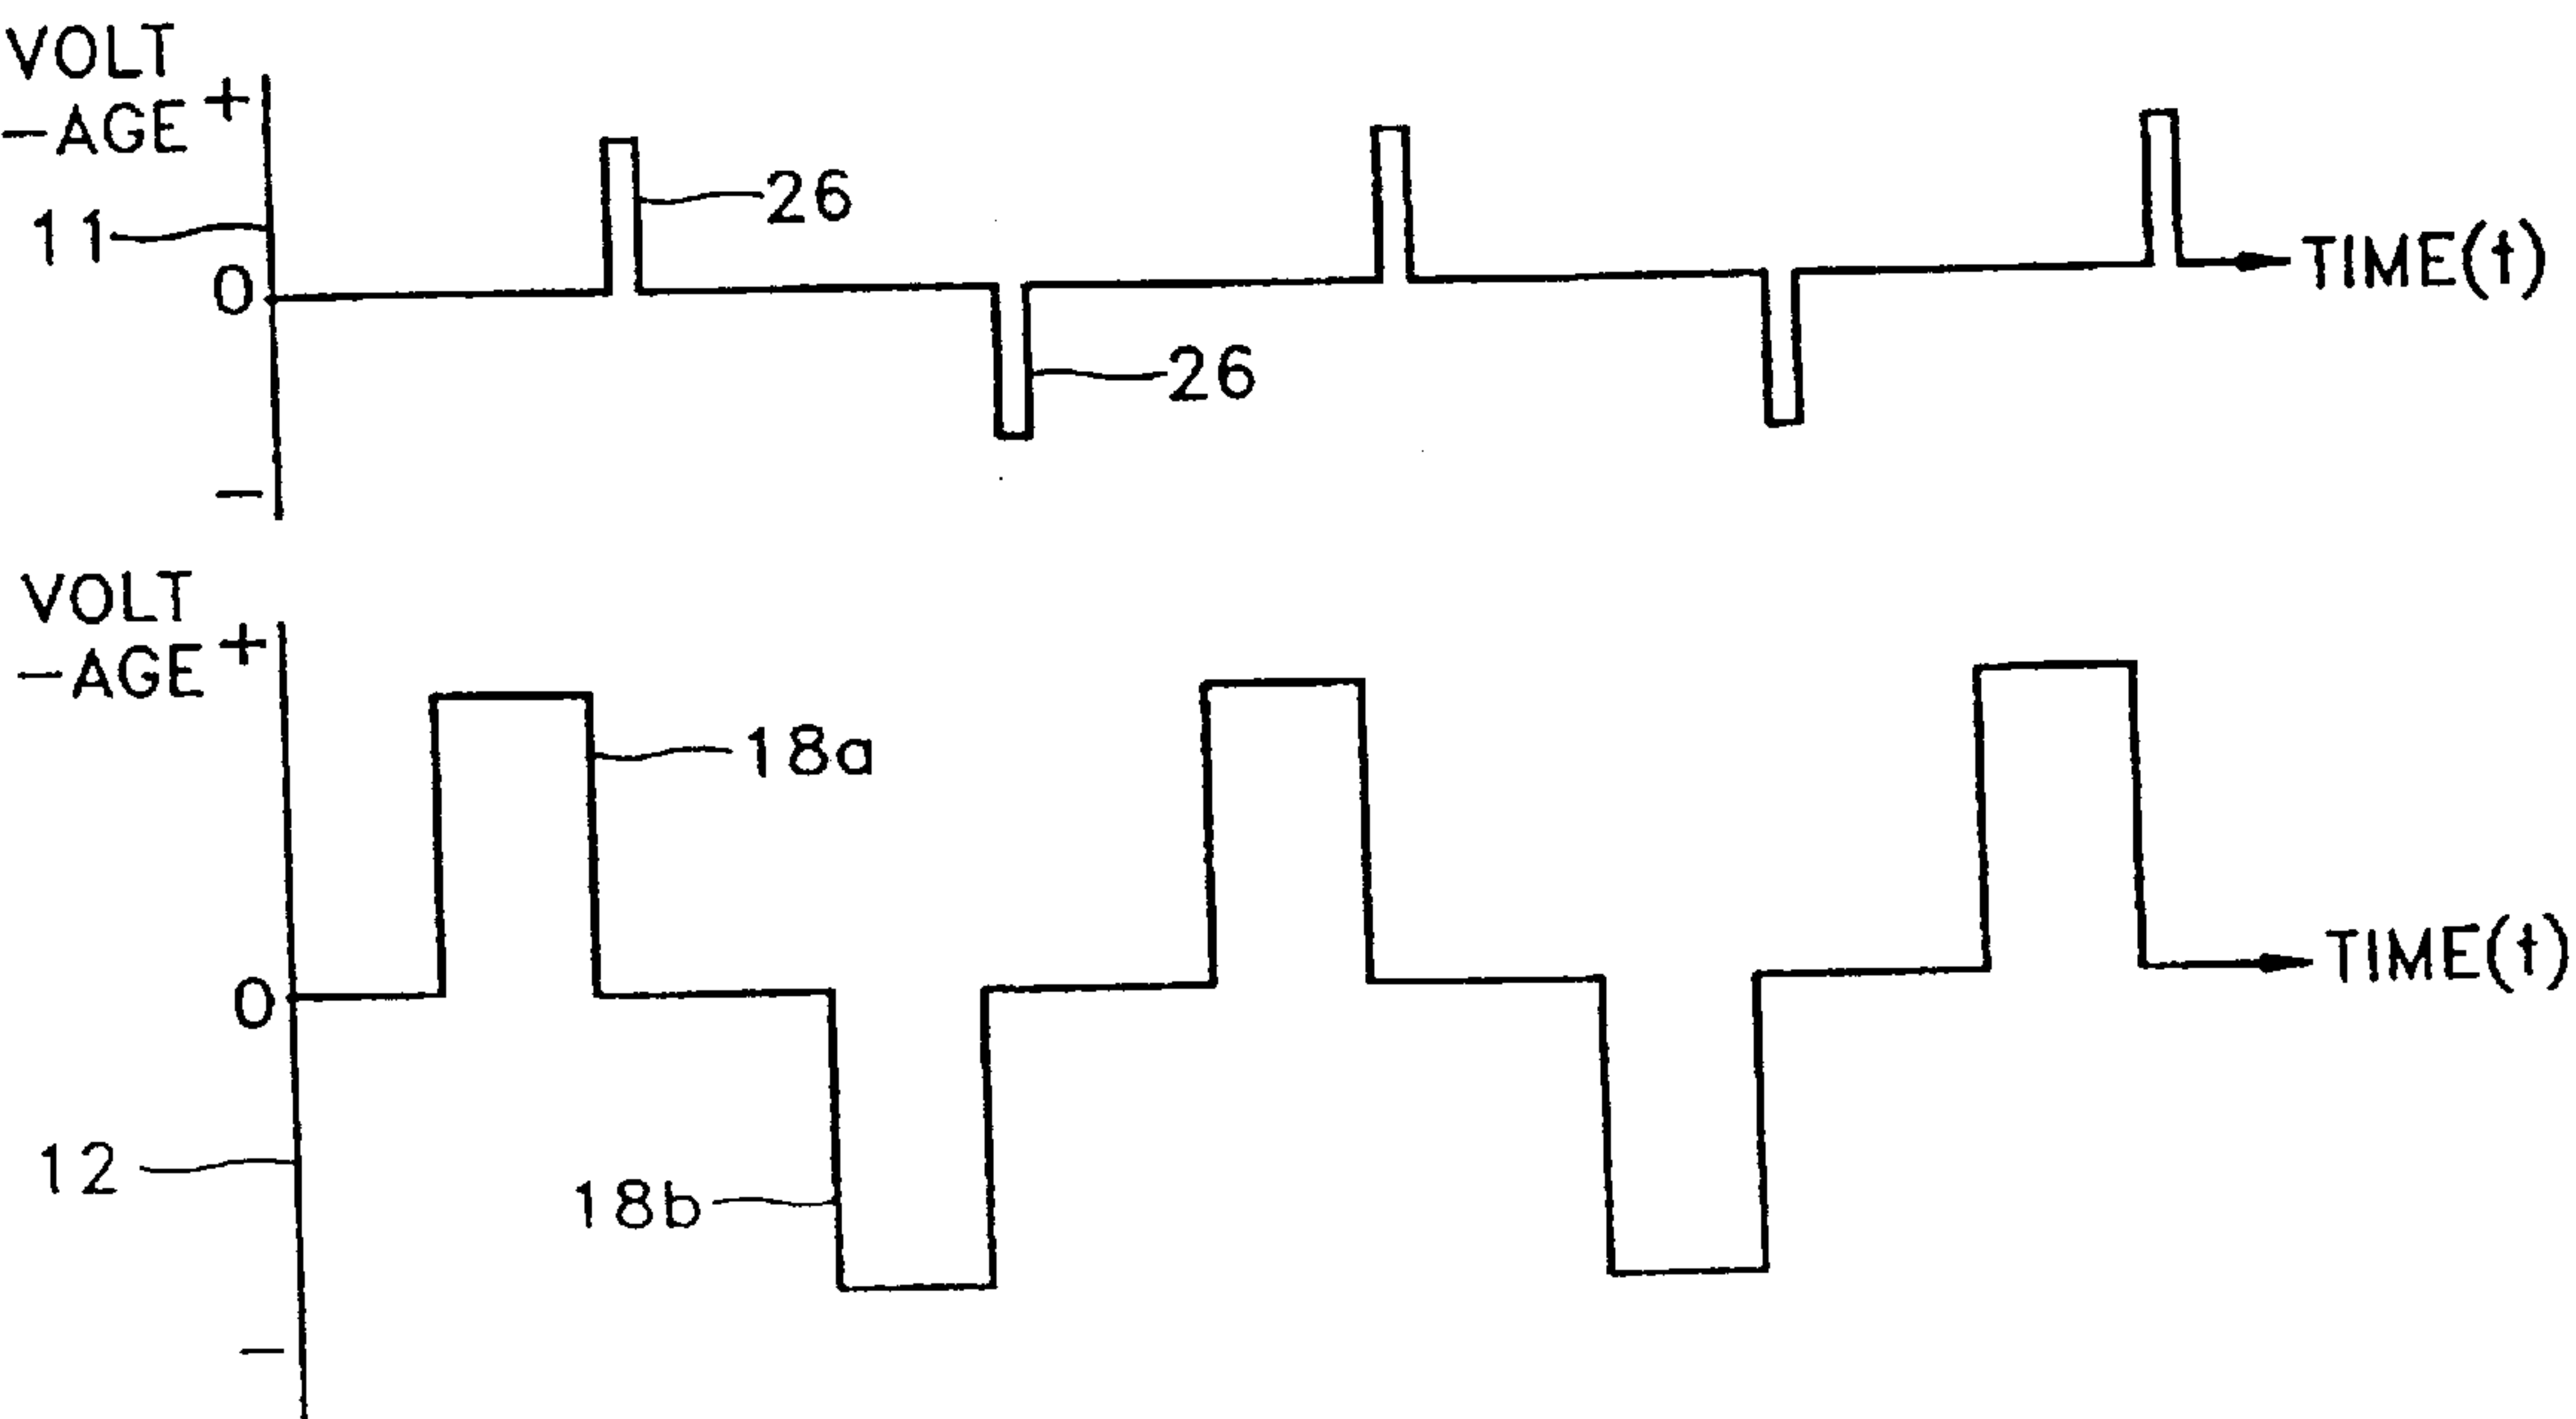 VOLT
-AGE +
11
0
-
26
26
TIME(t)
VOLT
-AGE +
18a
0
TIME(t)
12
18b
-